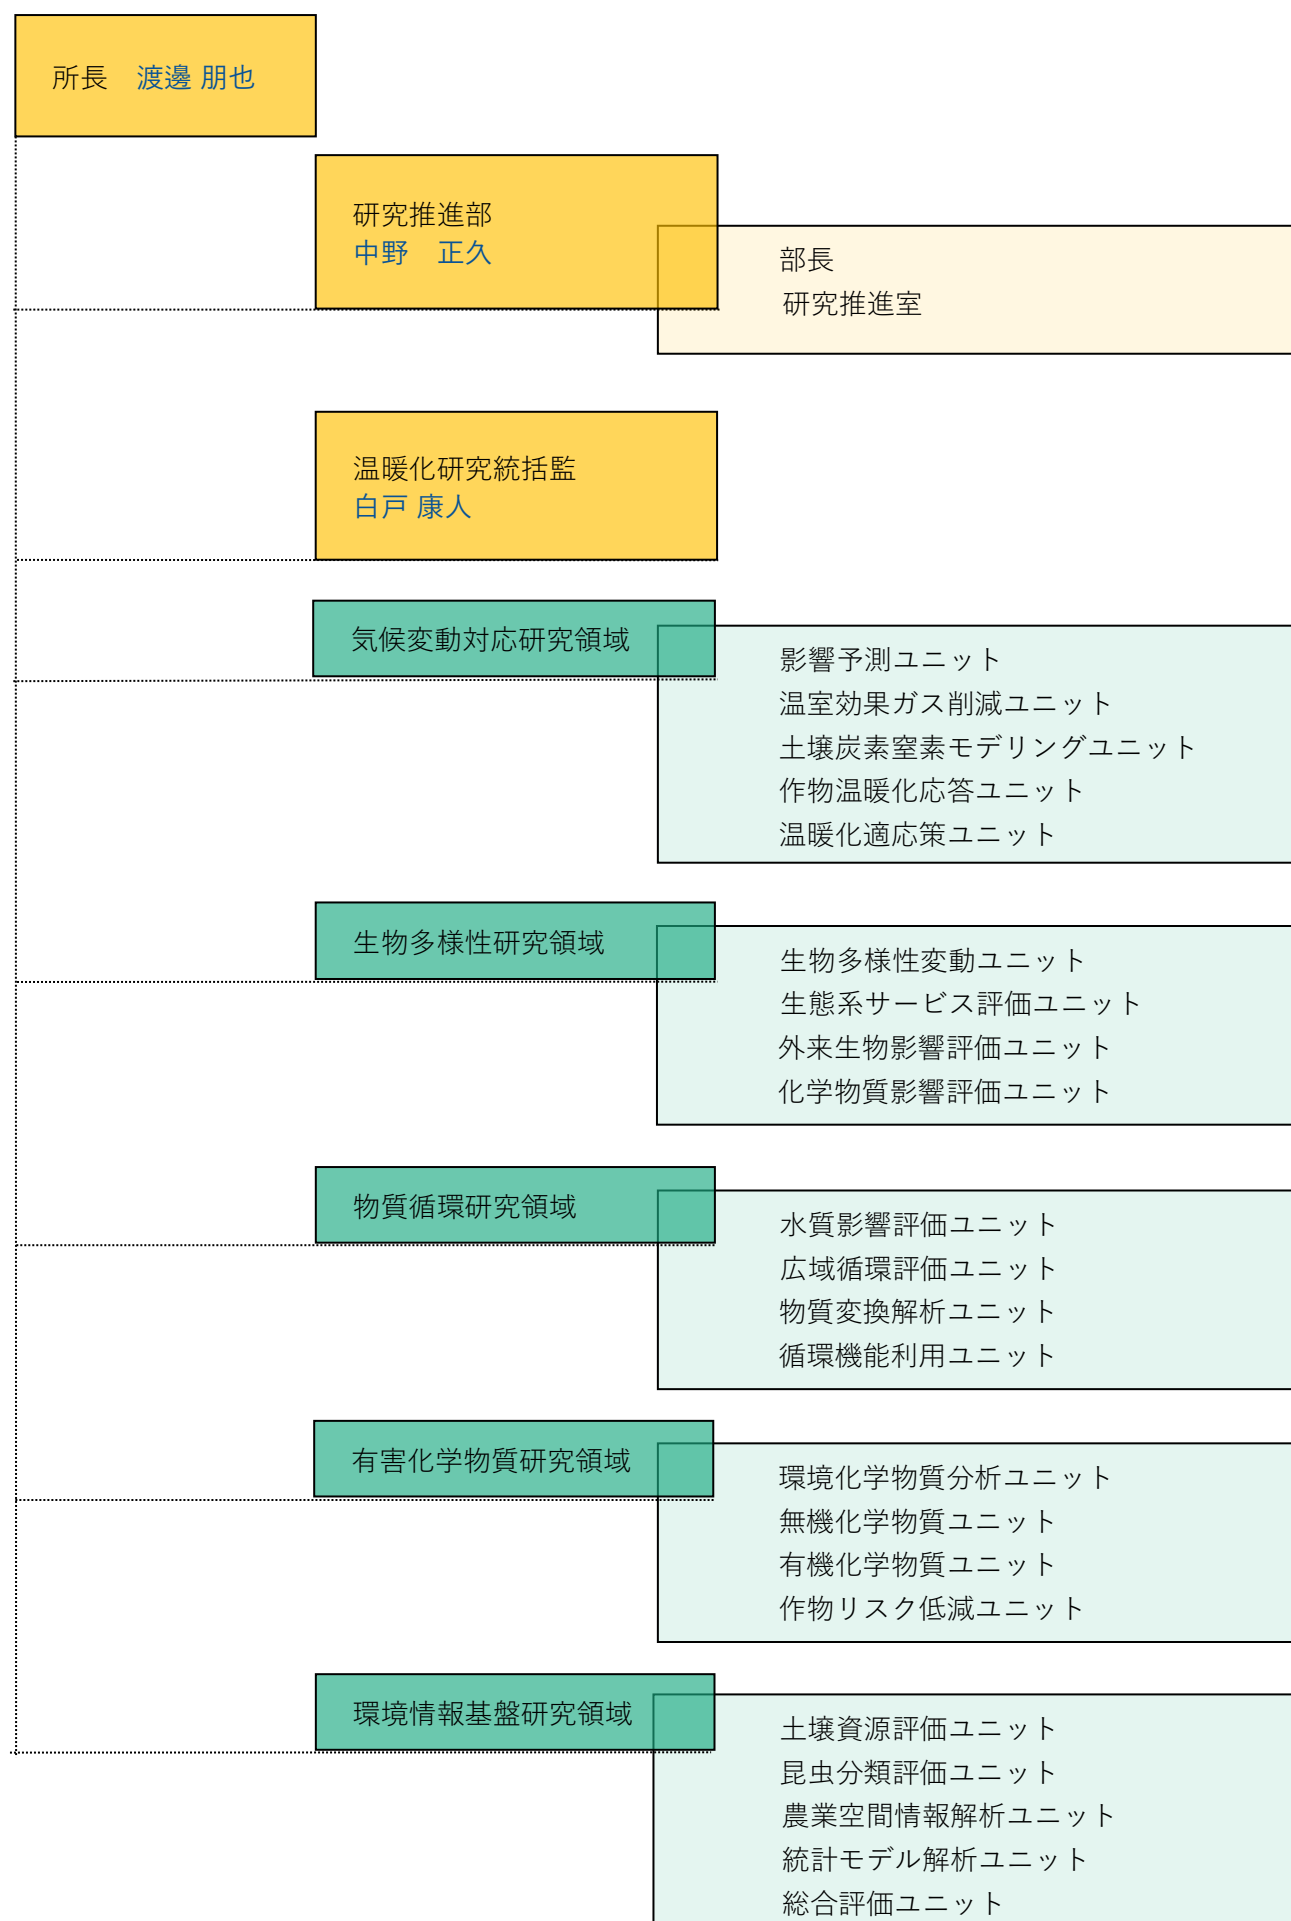 所長　渡邊 朋也
研究推進部
中野　正久
部長
研究推進室
温暖化研究統括監
白戸 康人
気候変動対応研究領域
影響予測ユニット
温室効果ガス削減ユニット
土壌炭素窒素モデリングユニット
作物温暖化応答ユニット
温暖化適応策ユニット
生物多様性研究領域
生物多様性変動ユニット
生態系サービス評価ユニット
外来生物影響評価ユニット
化学物質影響評価ユニット
物質循環研究領域
水質影響評価ユニット
広域循環評価ユニット
物質変換解析ユニット
循環機能利用ユニット
有害化学物質研究領域
環境化学物質分析ユニット
無機化学物質ユニット
有機化学物質ユニット
作物リスク低減ユニット
環境情報基盤研究領域
土壌資源評価ユニット
昆虫分類評価ユニット
農業空間情報解析ユニット
統計モデル解析ユニット
総合評価ユニット